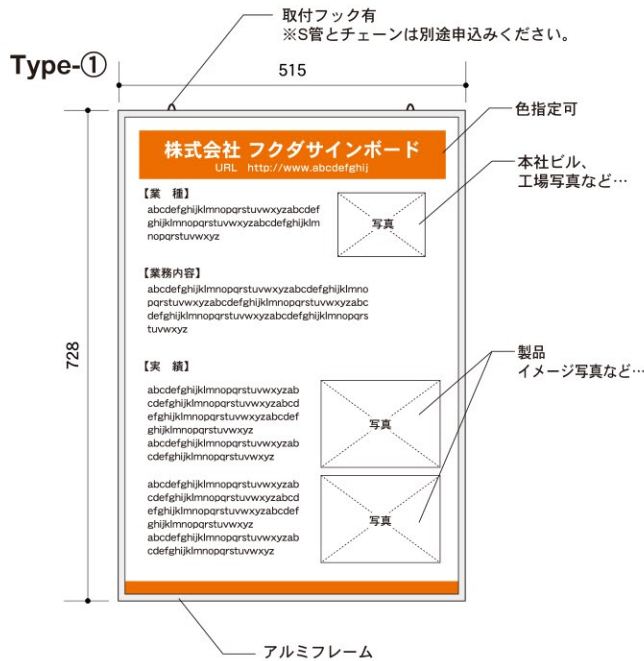 取付フック有
※S管とチェーンは別途申込みください。
Type-①
515
色指定可
株式会社 フクダサインボード
URL http://www.abcdefghij
本社ビル、
工場写真など…
【業　種】
abcdefghijklmnopqrstuvwxyzabcdef
ghijklmnopqrstuvwxyzabcdefghijklm
nopqrstuvwxyz
写真
【業務内容】
abcdefghijklmnopqrstuvwxyzabcdefghijklmno
pqrstuvwxyzabcdefghijklmnopqrstuvwxyzabc
defghijklmnopqrstuvwxyzabcdefghijklmnopqrs
tuvwxyz
728
製品
イメージ写真など…
【実　績】
abcdefghijklmnopqrstuvwxyzab
cdefghijklmnopqrstuvwxyzabcd
efghijklmnopqrstuvwxyzabcdef
ghijklmnopqrstuvwxyz
abcdefghijklmnopqrstuvwxyzab
cdefghijklmnopqrstuvwxyz
写真
abcdefghijklmnopqrstuvwxyzab
cdefghijklmnopqrstuvwxyzabcd
efghijklmnopqrstuvwxyzabcdef
ghijklmnopqrstuvwxyz
abcdefghijklmnopqrstuvwxyzab
cdefghijklmnopqrstuvwxyz
写真
アルミフレーム